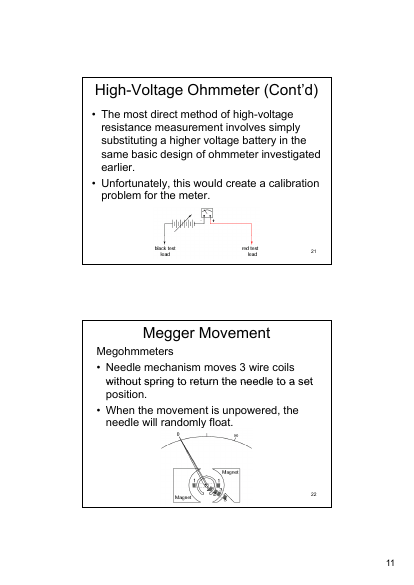 High-Voltage Ohmmeter (Cont'd)
• The most direct method of high-voltage
resistance measurement involves simply
substituting a higher voltage battery in the
same basic design of ohmmeter investigated
earlier.
• Unfortunately, this would create a calibration
problem for the meter.
black test
lead
red test
lead
21
Megger Movement
Megohmmeters
• Needle mechanism moves 3 wire coils
without spring to return the needle to a set
position.
• When the movement is unpowered, the
needle will randomly float.
0
Magnet
Magnet
22
11